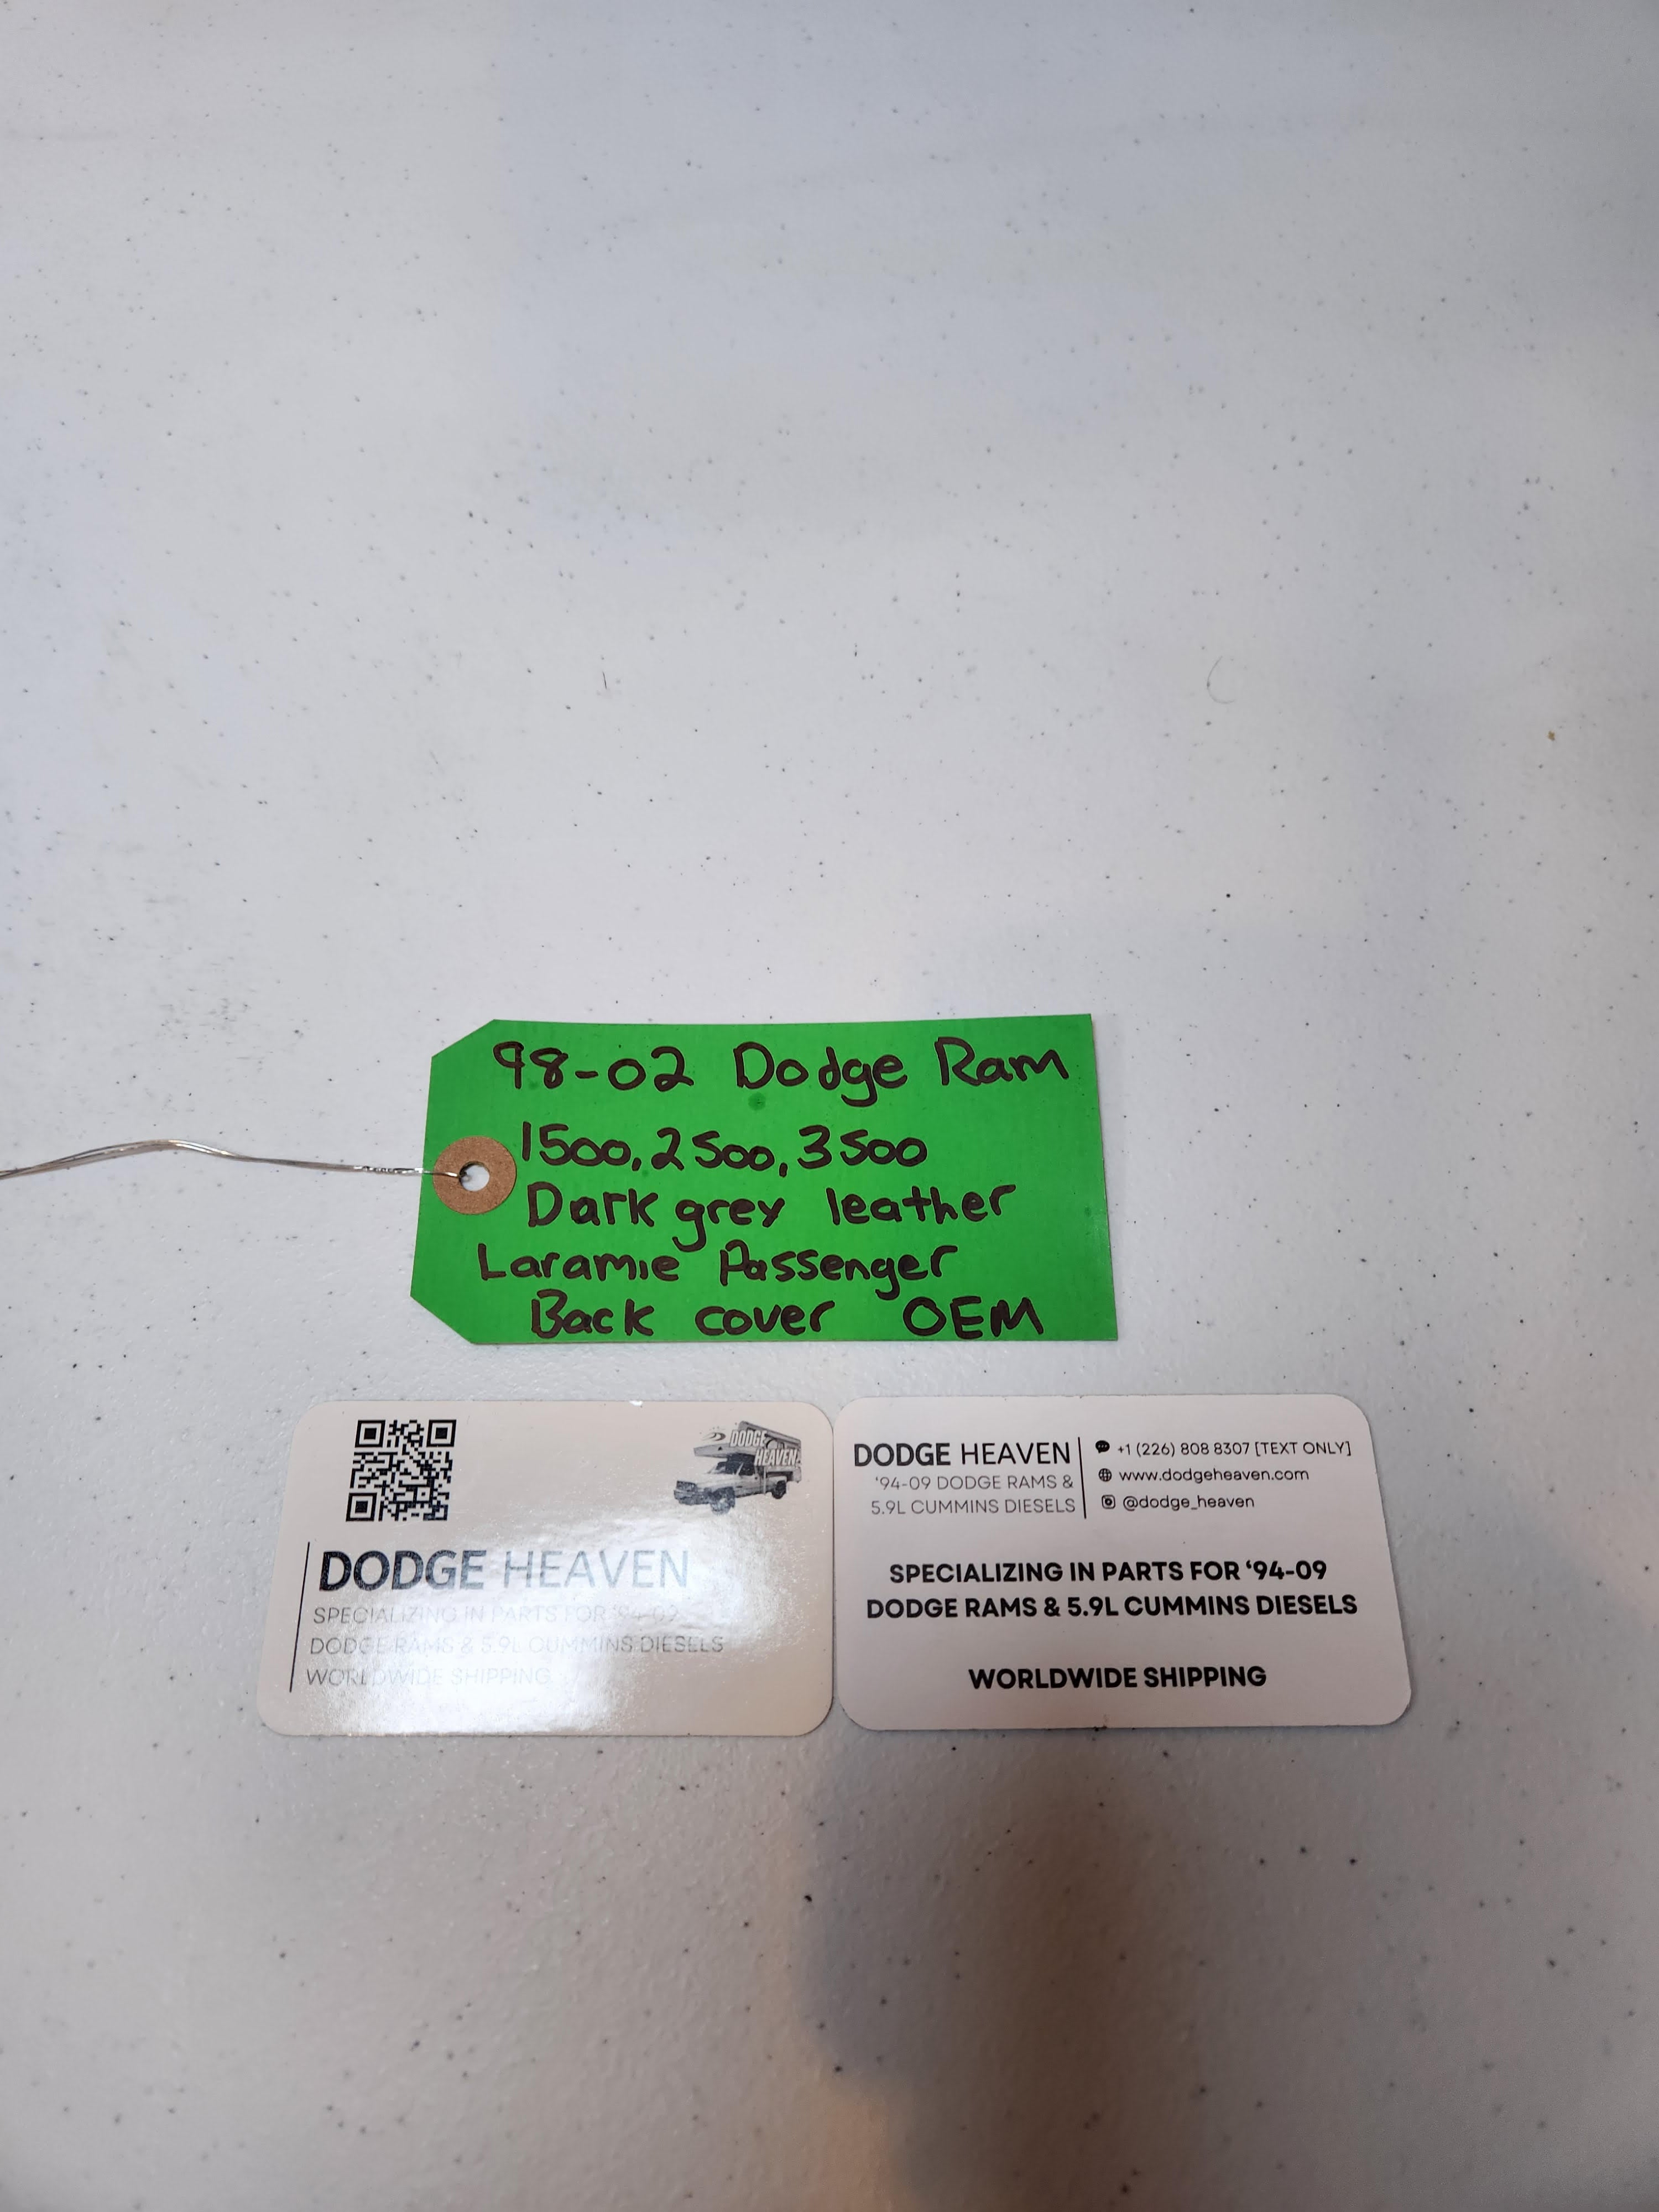 98-02 Dodge Ram
1500, 2500, 3500
Dark grey leather
Laramie Passenger
Back cover OEM
DODGE
HEAVEN
DODGE HEAVEN
SPECIALIZING IN PARTS FOR '94-09
DODGE RAMS & 5.9L CUMMINS DIESELS
WORLDWIDE SHIPPING
DODGE HEAVEN
'94-09 DODGE RAMS &
5.9L CUMMINS DIESELS
+1 (226) 808 8307 [TEXT ONLY]
www.dodgeheaven.com
@dodge_heaven
SPECIALIZING IN PARTS FOR ‘94-09
DODGE RAMS & 5.9L CUMMINS DIESELS
WORLDWIDE SHIPPING